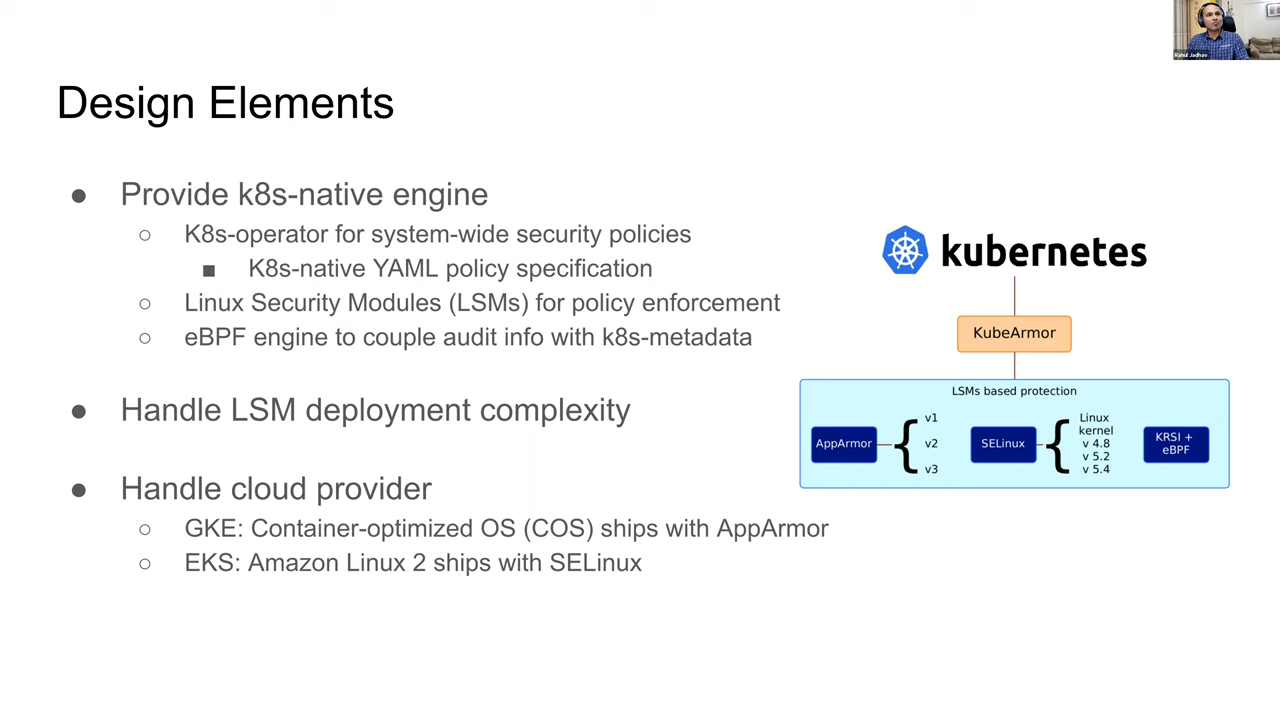 Rahul Jadhav
Design Elements
● Provide k8s-native engine
○ K8s-operator for system-wide security policies
■ K8s-native YAML policy specification
○ Linux Security Modules (LSMs) for policy enforcement
○ eBPF engine to couple audit info with k8s-metadata
● Handle LSM deployment complexity
● Handle cloud provider
○ GKE: Container-optimized OS (COS) ships with AppArmor
○ EKS: Amazon Linux 2 ships with SELinux
kubernetes
KubeArmor
LSMs based protection
AppArmor
{
v1
v2
v3
SELinux
{
Linux
kernel
v 4.8
v 5.2
v 5.4
KRSI +
eBPF